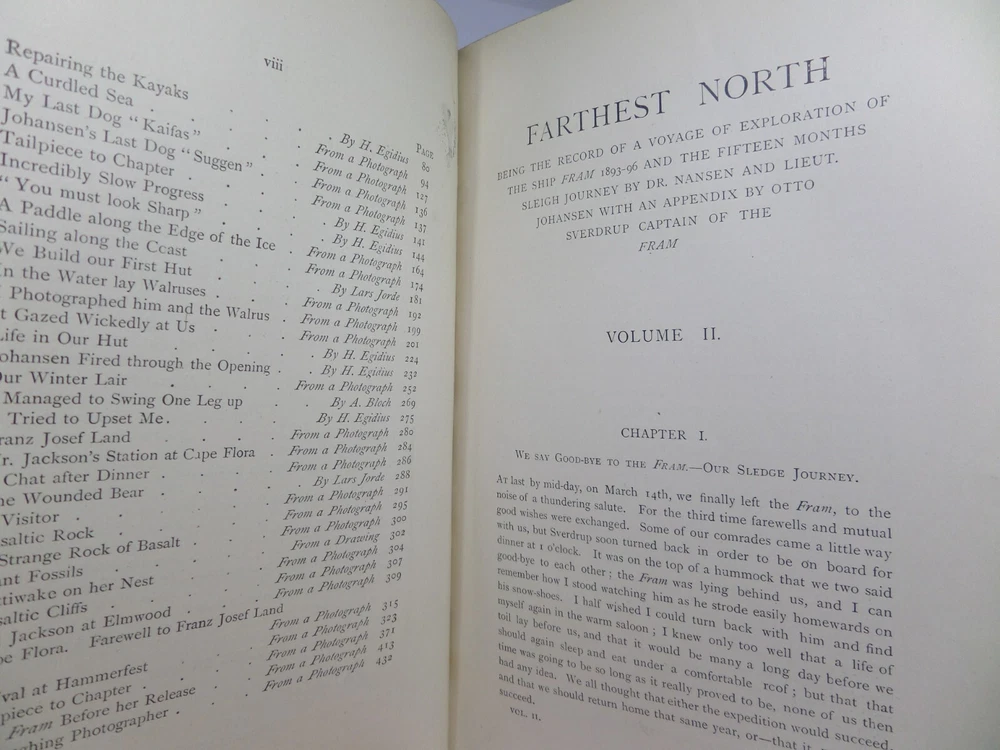 viii
PAGE
Repairing the Kayaks . . . By H. Egidius 80
A Curdled Sea . . . From a Photograph 94
My Last Dog "Kaifas" . . . From a Photograph 127
Johansen's Last Dog "Suggen" . . From a Photograph 136
Tailpiece to Chapter . . . From a Photograph 137
Incredibly Slow Progress . . . By H. Egidius 141
"You must look Sharp" . . . By H. Egidius 144
A Paddle along the Edge of the Ice . From a Photograph 164
Sailing along the Coast . . . From a Photograph 174
We Build our First Hut . . . By Lars Jorde 181
In the Water lay Walruses . . . From a Photograph 192
Photographed him and the Walrus . From a Photograph 199
t Gazed Wickedly at Us . . . From a Photograph 201
Life in Our Hut . . . By H. Egidius 224
ohansen Fired through the Opening . By H. Egidius 232
ur Winter Lair . . . From a Photograph 252
Managed to Swing One Leg up . . By A. Bloch 269
Tried to Upset Me . . . . By H. Egidius 275
ranz Josef Land . . . From a Photograph 280
r. Jackson's Station at Cape Flora . From a Photograph 284
Chat after Dinner . . . From a Photograph 286
e Wounded Bear . . . By Lars Jorde 288
Visitor . . . From a Photograph 291
saltic Rock . . . From a Photograph 295
Strange Rock of Basalt . . . From a Photograph 300
ant Fossils . . . From a Drawing 302
ttiwake on her Nest . . . From a Photograph 304
saltic Cliffs . . . From a Photograph 307
Jackson at Elmwood . . . From a Photograph 309
pe Flora. Farewell to Franz Josef Land From a Photograph 315
val at Hammerfest . . . From a Photograph 323
piece to Chapter . . . From a Photograph 371
Fram Before her Release . . . From a Photograph 413
ghing Photographer . . . From a Photograph 432
FARTHEST NORTH
BEING THE RECORD OF A VOYAGE OF EXPLORATION OF
THE SHIP FRAM 1893-96 AND THE FIFTEEN MONTHS
SLEIGH JOURNEY BY DR. NANSEN AND LIEUT.
JOHANSEN WITH AN APPENDIX BY OTTO
SVERDRUP CAPTAIN OF THE
FRAM
VOLUME II.
CHAPTER I.
WE SAY GOOD-BYE TO THE FRAM.—OUR SLEDGE JOURNEY.
AT last by mid-day, on March 14th, we finally left the Fram, to the
noise of a thundering salute. For the third time farewells and mutual
good wishes were exchanged. Some of our comrades came a little way
with us, but Sverdrup soon turned back in order to be on board for
dinner at 1 o'clock. It was on the top of a hummock that we two said
good-bye to each other; the Fram was lying behind us, and I can
remember how I stood watching him as he strode easily homewards on
his snow-shoes. I half wished I could turn back with him and find
myself again in the warm saloon; I knew only too well that a life of
toil lay before us, and that it would be many a long day before we
should again sleep and eat under a comfortable roof; but that that
time was going to be so long as it really proved to be, none of us then
had any idea. We all thought that either the expedition would succeed,
and that we should return home that same year, or—that it
succeed.
VOL. II.